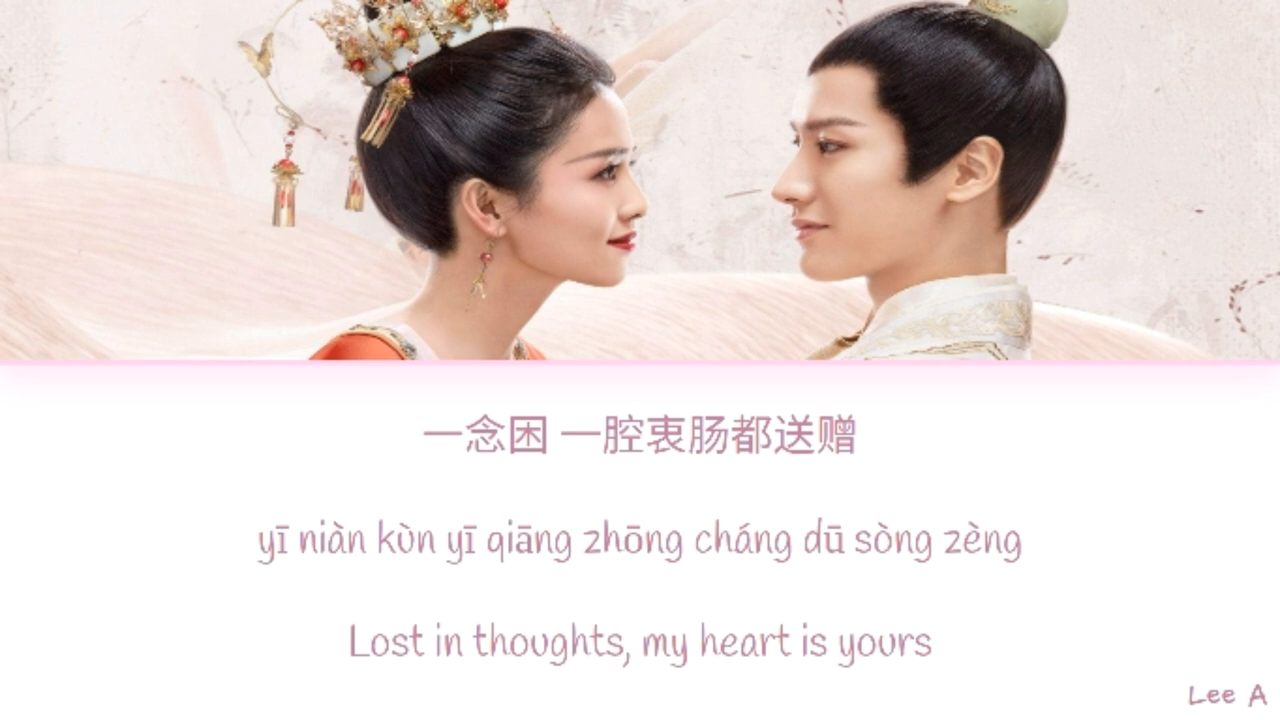 一念困 一腔衷肠都送赠
yī niàn kùn yī qiāng zhōng cháng dū sòng zèng
Lost in thoughts, my heart is yours
Lee A